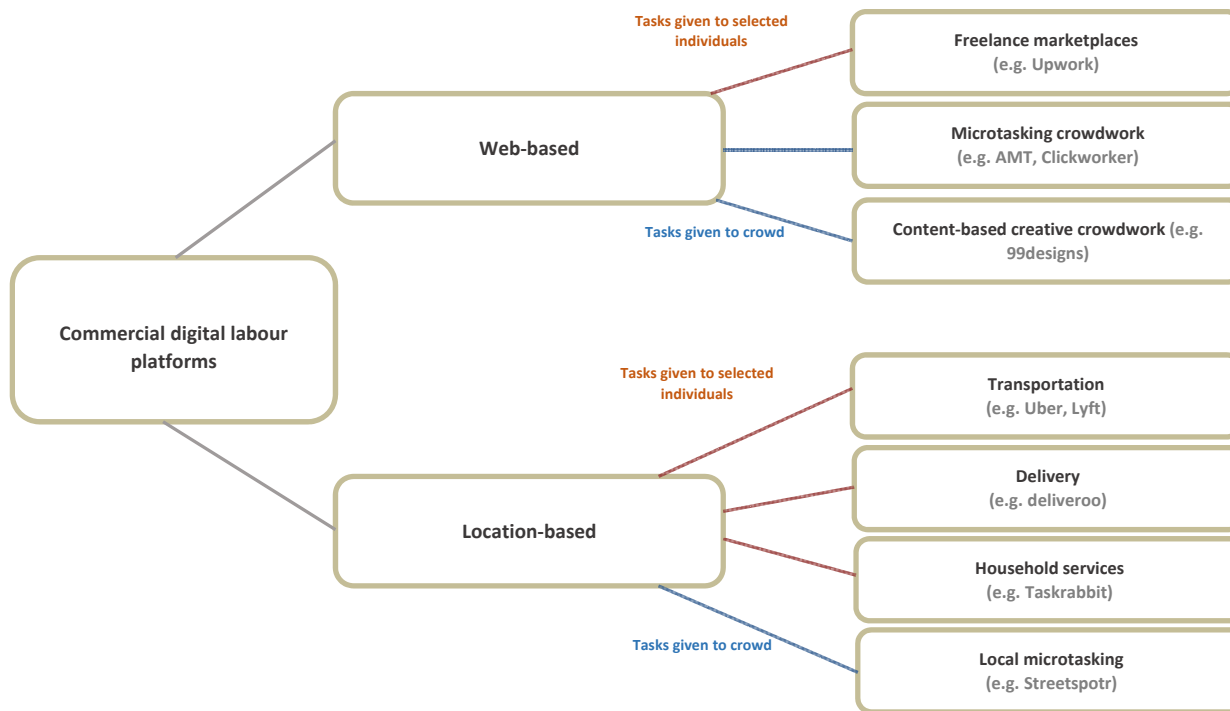 Tasks given to selected
individuals
Freelance marketplaces
(e.g. Upwork)
Web-based
Microtasking crowdwork
(e.g. AMT, Clickworker)
Tasks given to crowd
Content-based creative crowdwork (e.g.
99designs)
Commercial digital labour
platforms
Tasks given to selected
individuals
Transportation
(e.g. Uber, Lyft)
Delivery
(e.g. deliveroo)
Location-based
Household services
(e.g. Taskrabbit)
Tasks given to crowd
Local microtasking
(e.g. Streetspotr)